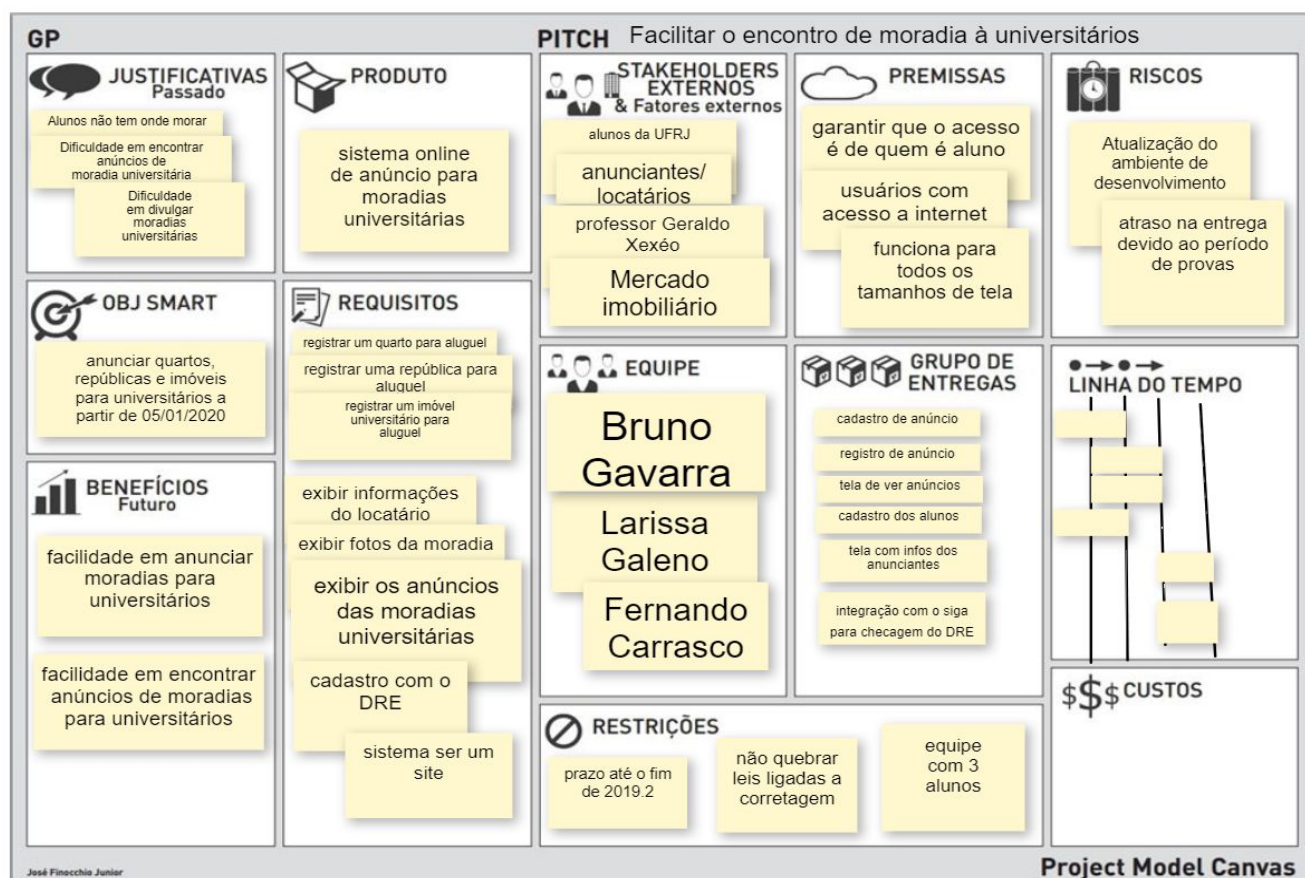 GP
PITCH Facilitar o encontro de moradia à universitários
JUSTIFICATIVAS
Passado
Alunos não tem onde morar
Dificuldade em encontrar
anúncios de
moradia universitária
Dificuldade
em divulgar
moradias
universitárias
PRODUTO
sistema online
de anúncio para
moradias
universitárias
STAKEHOLDERS
EXTERNOS
& Fatores externos
alunos da UFRJ
anunciantes/
locatários
professor Geraldo
Xexéo
Mercado
imobiliário
PREMISSAS
garantir que o acesso
é de quem é aluno
usuários com
acesso a internet
funciona para
todos os
tamanhos de tela
RISCOS
Atualização do
ambiente de
desenvolvimento
atraso na entrega
devido ao período
de provas
OBJ SMART
anunciar quartos,
repúblicas e imóveis
para universitários a
partir de 05/01/2020
REQUISITOS
registrar um quarto para aluguel
registrar uma república para
aluguel
registrar um imóvel
universitário para
aluguel
exibir informações
do locatário
exibir fotos da moradia
exibir os anúncios
das moradias
universitárias
cadastro com o
DRE
sistema ser um
site
EQUIPE
Bruno
Gavarra
Larissa
Galeno
Fernando
Carrasco
GRUPO DE
ENTREGAS
cadastro de anúncio
registro de anúncio
tela de ver anúncios
cadastro dos alunos
tela com infos dos
anunciantes
integração com o siga
para checagem do DRE
LINHA DO TEMPO
BENEFÍCIOS
Futuro
facilidade em anunciar
moradias para
universitários
facilidade em encontrar
anúncios de moradias
para universitários
RESTRIÇÕES
prazo até o fim
de 2019.2
não quebrar
leis ligadas a
corretagem
equipe
com 3
alunos
$$$ CUSTOS
José Finocchio Junior
Project Model Canvas